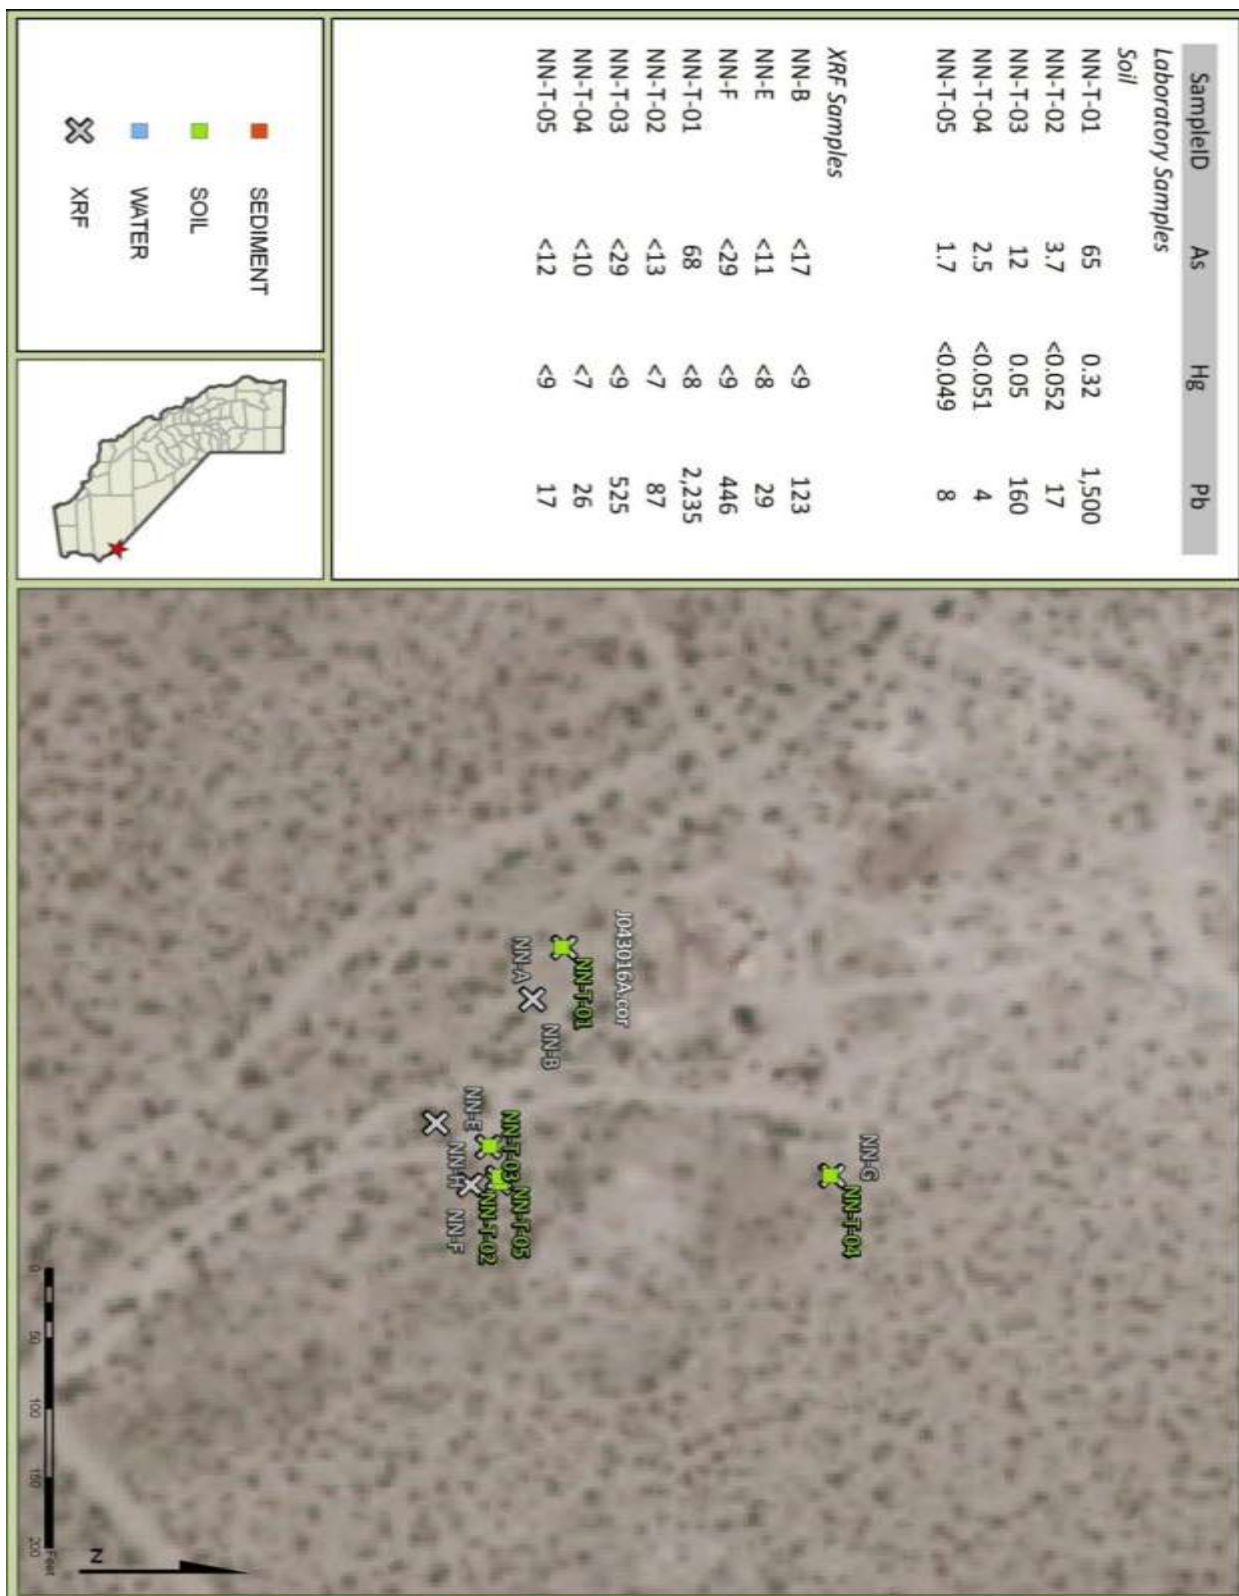 SampleID As Hg Pb
Laboratory Samples
Soil
NN-T-01 65 0.32 1,500
NN-T-02 3.7 <0.052 17
NN-T-03 12 0.05 160
NN-T-04 2.5 <0.051 4
NN-T-05 1.7 <0.049 8
XRF Samples
NN-B <17 <9 123
NN-E <11 <8 29
NN-F <29 <9 446
NN-T-01 68 <8 2,235
NN-T-02 <13 <7 87
NN-T-03 <29 <9 525
NN-T-04 <10 <7 26
NN-T-05 <12 <9 17
SEDIMENT
SOIL
WATER
XRF
NN-G
NN-T-04
J043016A.cor
NN-T-01
NN-A
NN-B
NN-T-03
NN-T-05
NN-E
NN-T-02
NN-H
NN-F
0 50 100 150 200
Feet
N